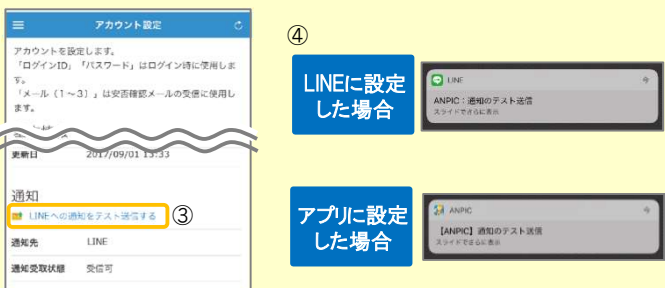 アカウント設定
アカウントを設定します。
「ログインID」「パスワード」はログイン時に使用しま
す。
「メール（1～3）」は安否確認メールの受信に使用し
ます。
更新日 2017/09/01 13:33
通知
LINEへの通知をテスト送信する ③
通知先 LINE
通知受取状態 受信可
④
LINEに設定
した場合
LINE 今
ANPIC：通知のテスト送信
スライドでさらに表示
アプリに設定
した場合
ANPIC 今
【ANPIC】通知のテスト送信
スライドでさらに表示